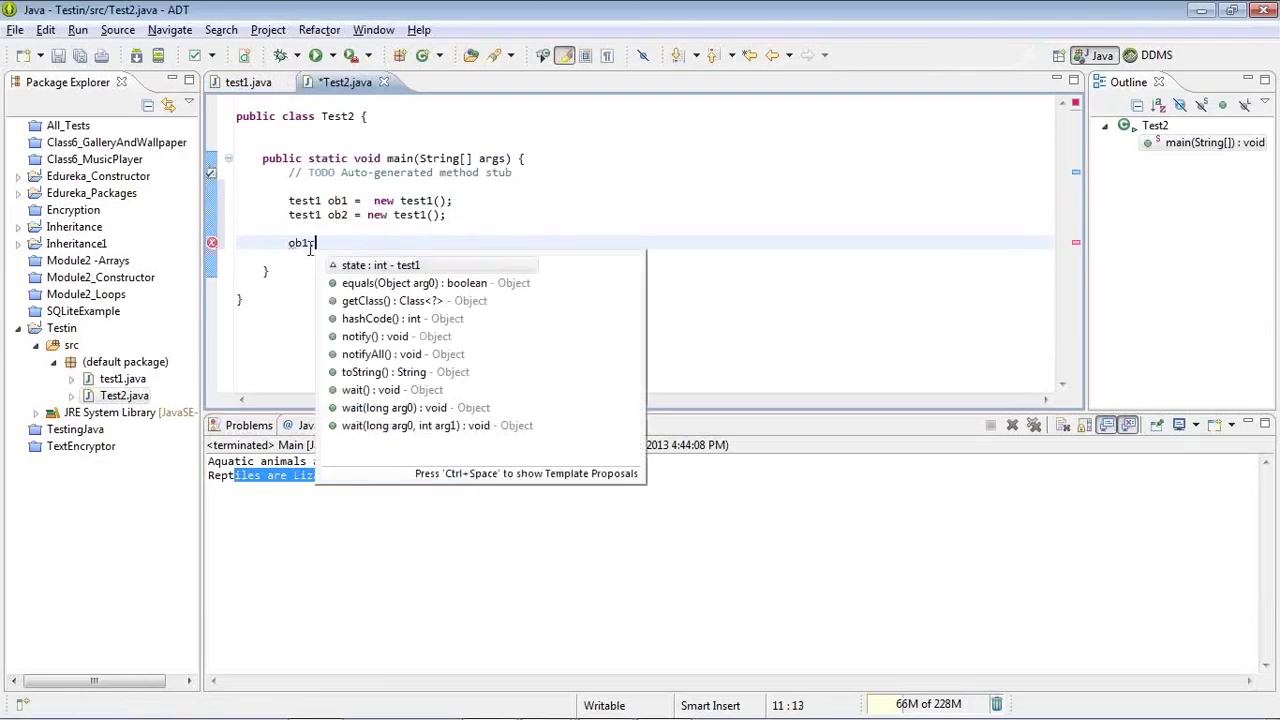 Java - Testin/src/Test2.java - ADT
File Edit Run Source Navigate Search Project Refactor Window Help
Java DDMS
Package Explorer
All_Tests
Class6_GalleryAndWallpaper
Class6_MusicPlayer
Edureka_Constructor
Edureka_Packages
Encryption
Inheritance
Inheritance1
Module2 -Arrays
Module2_Constructor
Module2_Loops
SQLiteExample
Testin
src
(default package)
test1.java
Test2.java
JRE System Library [JavaSE-
TestingJava
TextEncryptor
test1.java *Test2.java
public class Test2 {
public static void main(String[] args) {
// TODO Auto-generated method stub
test1 ob1 =  new test1();
test1 ob2 = new test1();
ob1
}
}
state : int - test1
equals(Object arg0) : boolean - Object
getClass() : Class<?> - Object
hashCode() : int - Object
notify() : void - Object
notifyAll() : void - Object
toString() : String - Object
wait() : void - Object
wait(long arg0) : void - Object
wait(long arg0, int arg1) : void - Object
Press 'Ctrl+Space' to show Template Proposals
Outline
Test2
main(String[]) : void
Problems
<terminated> Main [J 2013 4:44:08 PM)
Aquatic animals
Reptiles are
Writable Smart Insert 11 : 13 66M of 228M